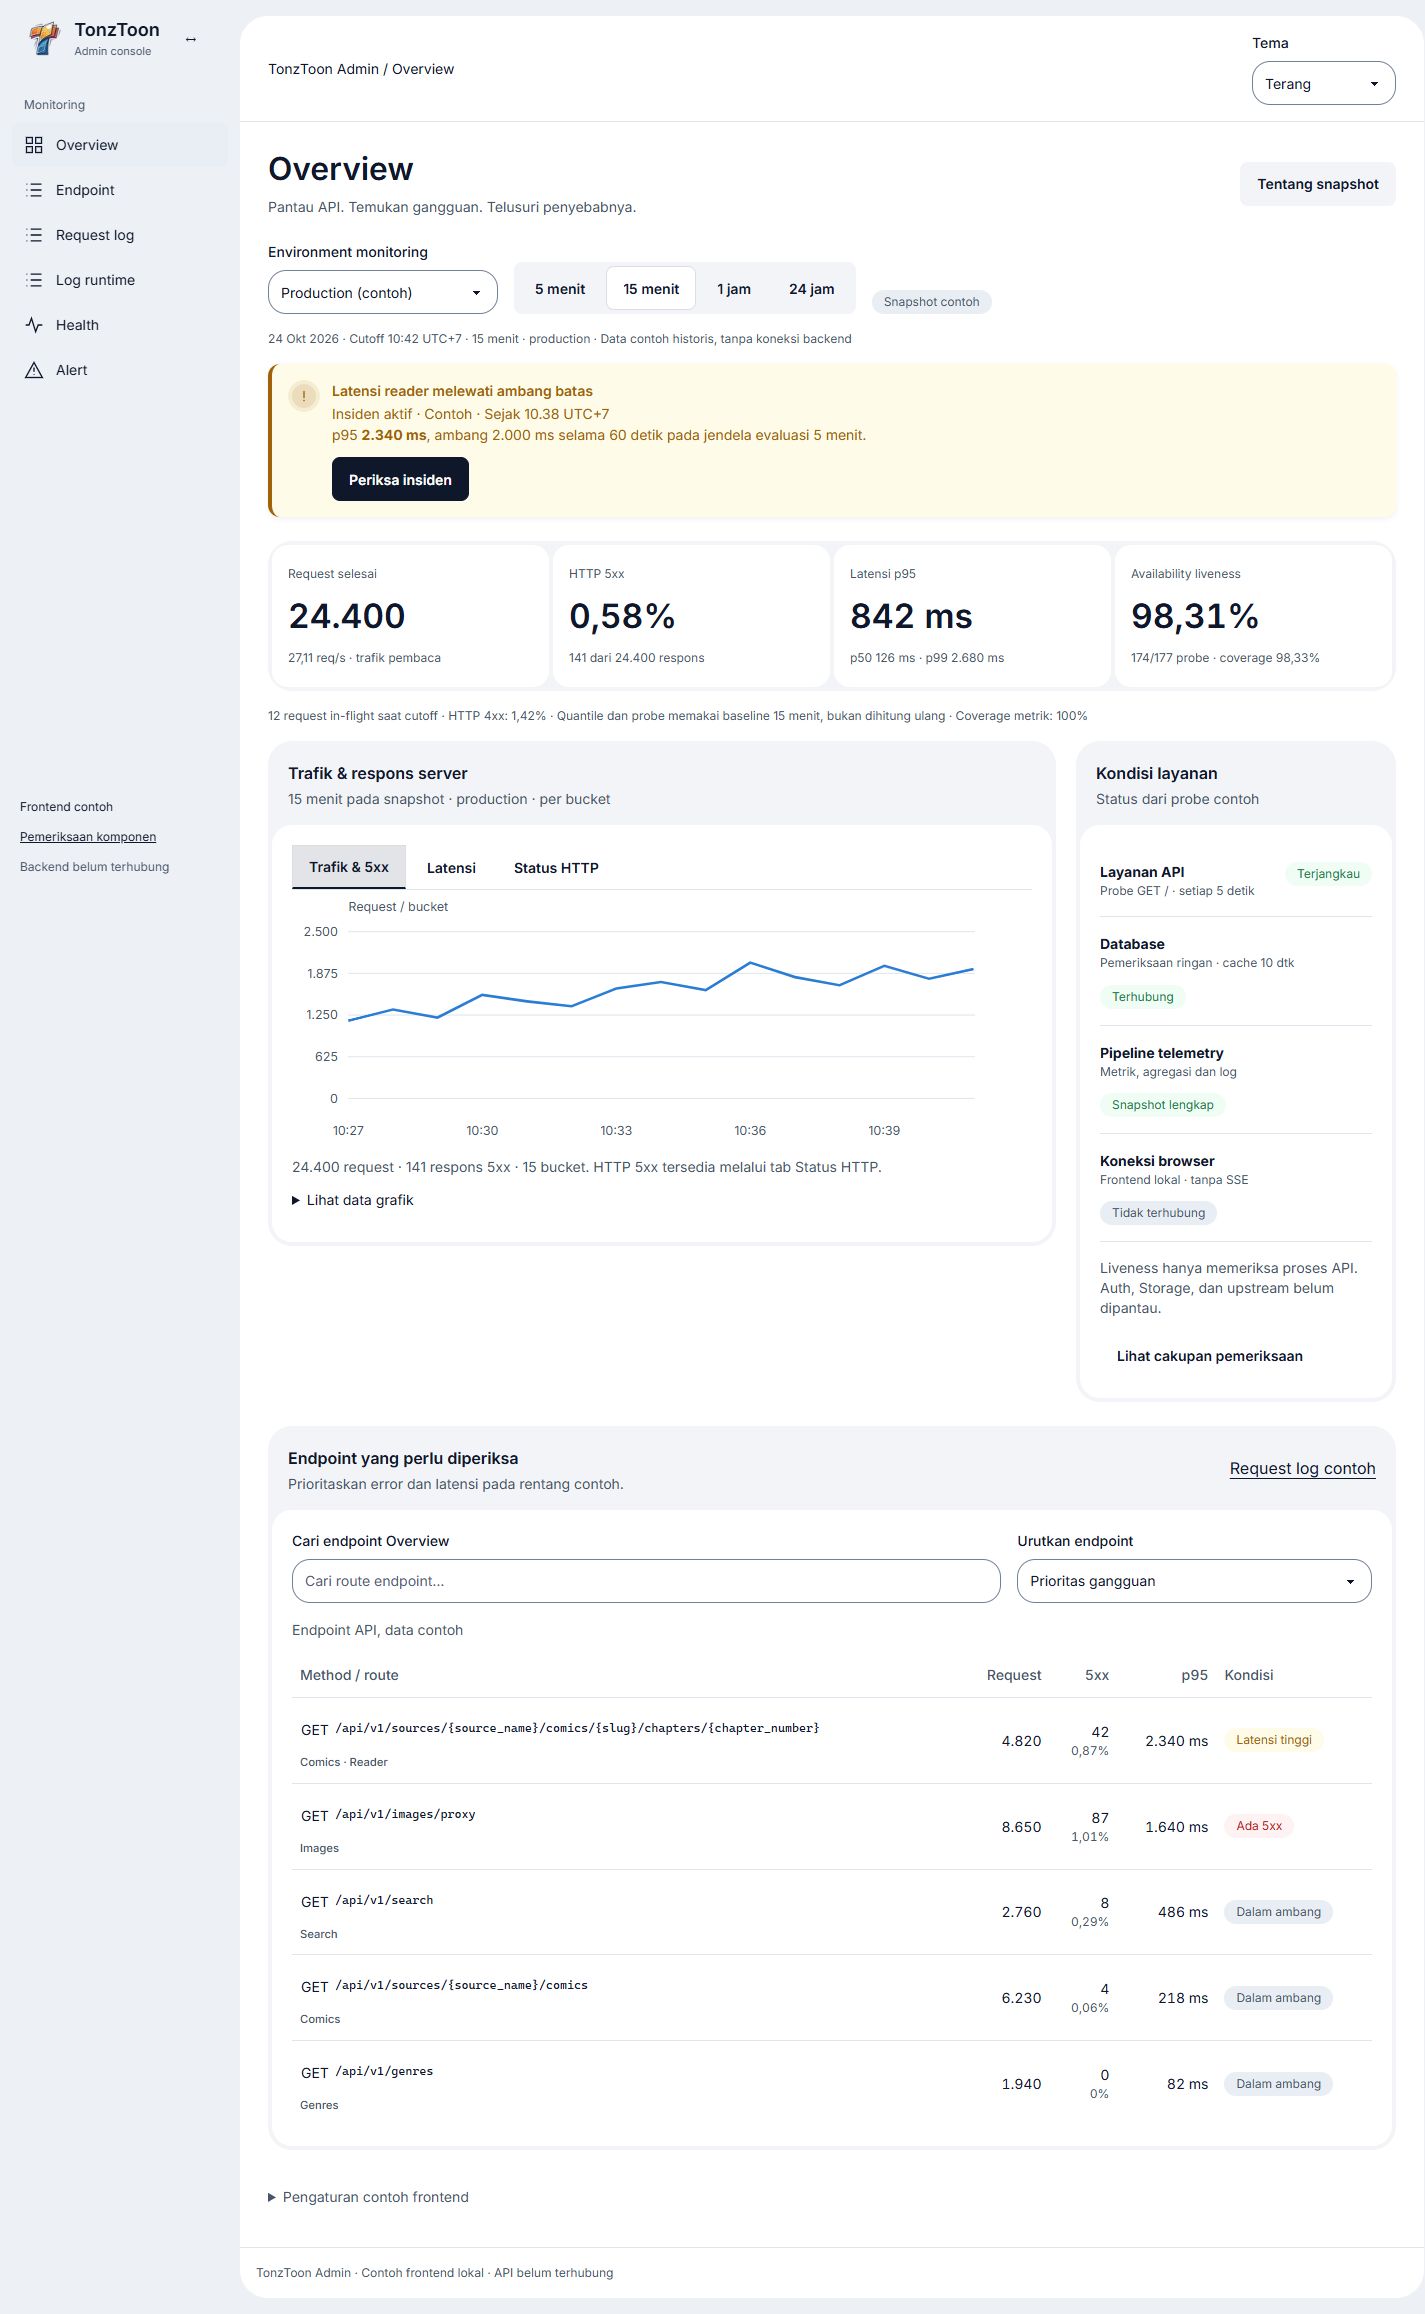 TonzToon
Admin console
Monitoring
Overview
Endpoint
Request log
Log runtime
Health
Alert
Frontend contoh
Pemeriksaan komponen
Backend belum terhubung
TonzToon Admin / Overview
Tema
Terang
Overview
Pantau API. Temukan gangguan. Telusuri penyebabnya.
Tentang snapshot
Environment monitoring
Production (contoh)
5 menit
15 menit
1 jam
24 jam
Snapshot contoh
24 Okt 2026 · Cutoff 10:42 UTC+7 · 15 menit · production · Data contoh historis, tanpa koneksi backend
!
Latensi reader melewati ambang batas
Insiden aktif · Contoh · Sejak 10.38 UTC+7
p95 2.340 ms, ambang 2.000 ms selama 60 detik pada jendela evaluasi 5 menit.
Periksa insiden
Request selesai
24.400
27,11 req/s · trafik pembaca
HTTP 5xx
0,58%
141 dari 24.400 respons
Latensi p95
842 ms
p50 126 ms · p99 2.680 ms
Availability liveness
98,31%
174/177 probe · coverage 98,33%
12 request in-flight saat cutoff · HTTP 4xx: 1,42% · Quantile dan probe memakai baseline 15 menit, bukan dihitung ulang · Coverage metrik: 100%
Trafik & respons server
15 menit pada snapshot · production · per bucket
Trafik & 5xx
Latensi
Status HTTP
Request / bucket
2.500
1.875
1.250
625
0
10:27
10:30
10:33
10:36
10:39
24.400 request · 141 respons 5xx · 15 bucket. HTTP 5xx tersedia melalui tab Status HTTP.
Lihat data grafik
Kondisi layanan
Status dari probe contoh
Layanan API
Probe GET / · setiap 5 detik
Terjangkau
Database
Pemeriksaan ringan · cache 10 dtk
Terhubung
Pipeline telemetry
Metrik, agregasi dan log
Snapshot lengkap
Koneksi browser
Frontend lokal · tanpa SSE
Tidak terhubung
Liveness hanya memeriksa proses API.
Auth, Storage, dan upstream belum
dipantau.
Lihat cakupan pemeriksaan
Endpoint yang perlu diperiksa
Prioritaskan error dan latensi pada rentang contoh.
Request log contoh
Cari endpoint Overview
Cari route endpoint...
Urutkan endpoint
Prioritas gangguan
Endpoint API, data contoh
Method / route
Request
5xx
p95
Kondisi
GET /api/v1/sources/{source_name}/comics/{slug}/chapters/{chapter_number}
Comics · Reader
4.820
42
0,87%
2.340 ms
Latensi tinggi
GET /api/v1/images/proxy
Images
8.650
87
1,01%
1.640 ms
Ada 5xx
GET /api/v1/search
Search
2.760
8
0,29%
486 ms
Dalam ambang
GET /api/v1/sources/{source_name}/comics
Comics
6.230
4
0,06%
218 ms
Dalam ambang
GET /api/v1/genres
Genres
1.940
0
0%
82 ms
Dalam ambang
Pengaturan contoh frontend
TonzToon Admin · Contoh frontend lokal · API belum terhubung